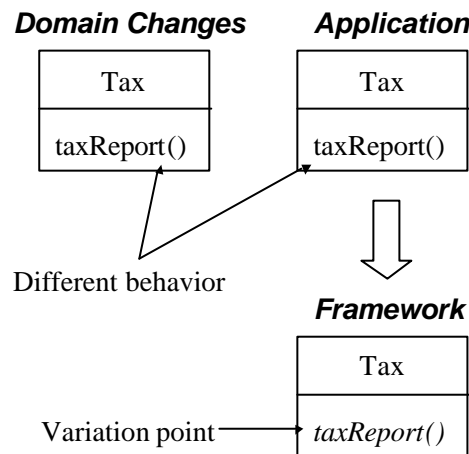 Domain Changes
Application
Tax
Tax
taxReport()
taxReport()
Different behavior
Framework
Tax
Variation point
taxReport()